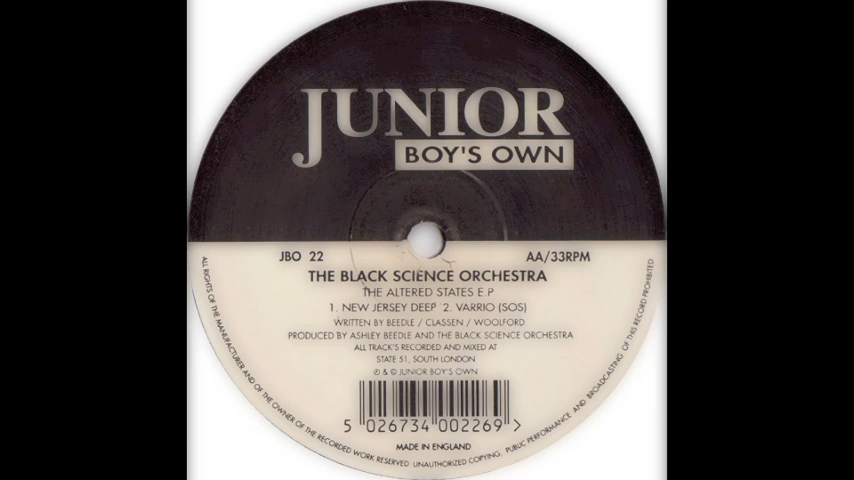 JUNIOR
BOY'S OWN
JBO 22 AA/33RPM
THE BLACK SCIENCE ORCHESTRA
THE ALTERED STATES E.P
1. NEW JERSEY DEEP 2. VARRIO (SOS)
WRITTEN BY BEEDLE / CLASSEN / WOOLFORD
PRODUCED BY ASHLEY BEEDLE AND THE BLACK SCIENCE ORCHESTRA
ALL TRACK'S RECORDED AND MIXED AT
STATE 51, SOUTH LONDON
℗ & © JUNIOR BOY'S OWN
5 026734 002269 >
MADE IN ENGLAND
ALL RIGHTS OF THE MANUFACTURER AND OF THE OWNER OF THE RECORDED WORK RESERVED UNAUTHORIZED COPYING, PUBLIC PERFORMANCE AND BROADCASTING OF THIS RECORD PROHIBITED